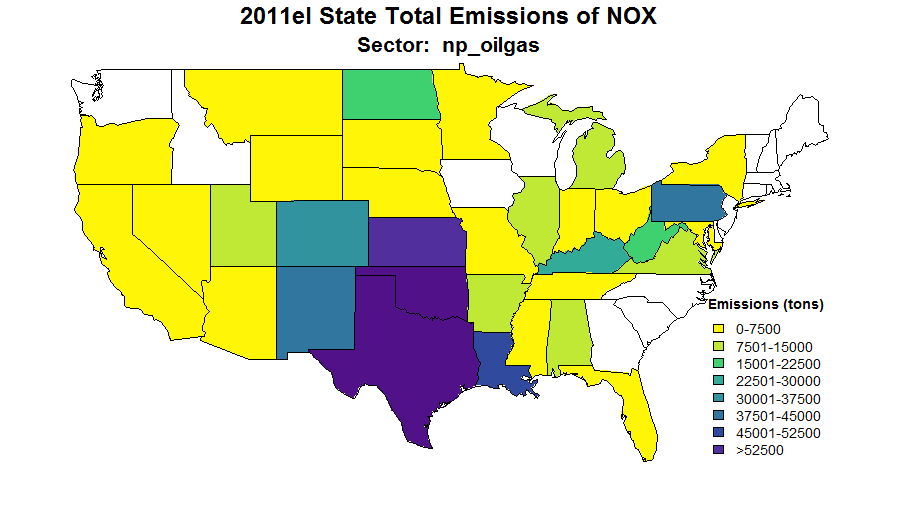 2011el State Total Emissions of NOX
Sector: np_oilgas
Emissions (tons)
0-7500
7501-15000
15001-22500
22501-30000
30001-37500
37501-45000
45001-52500
>52500